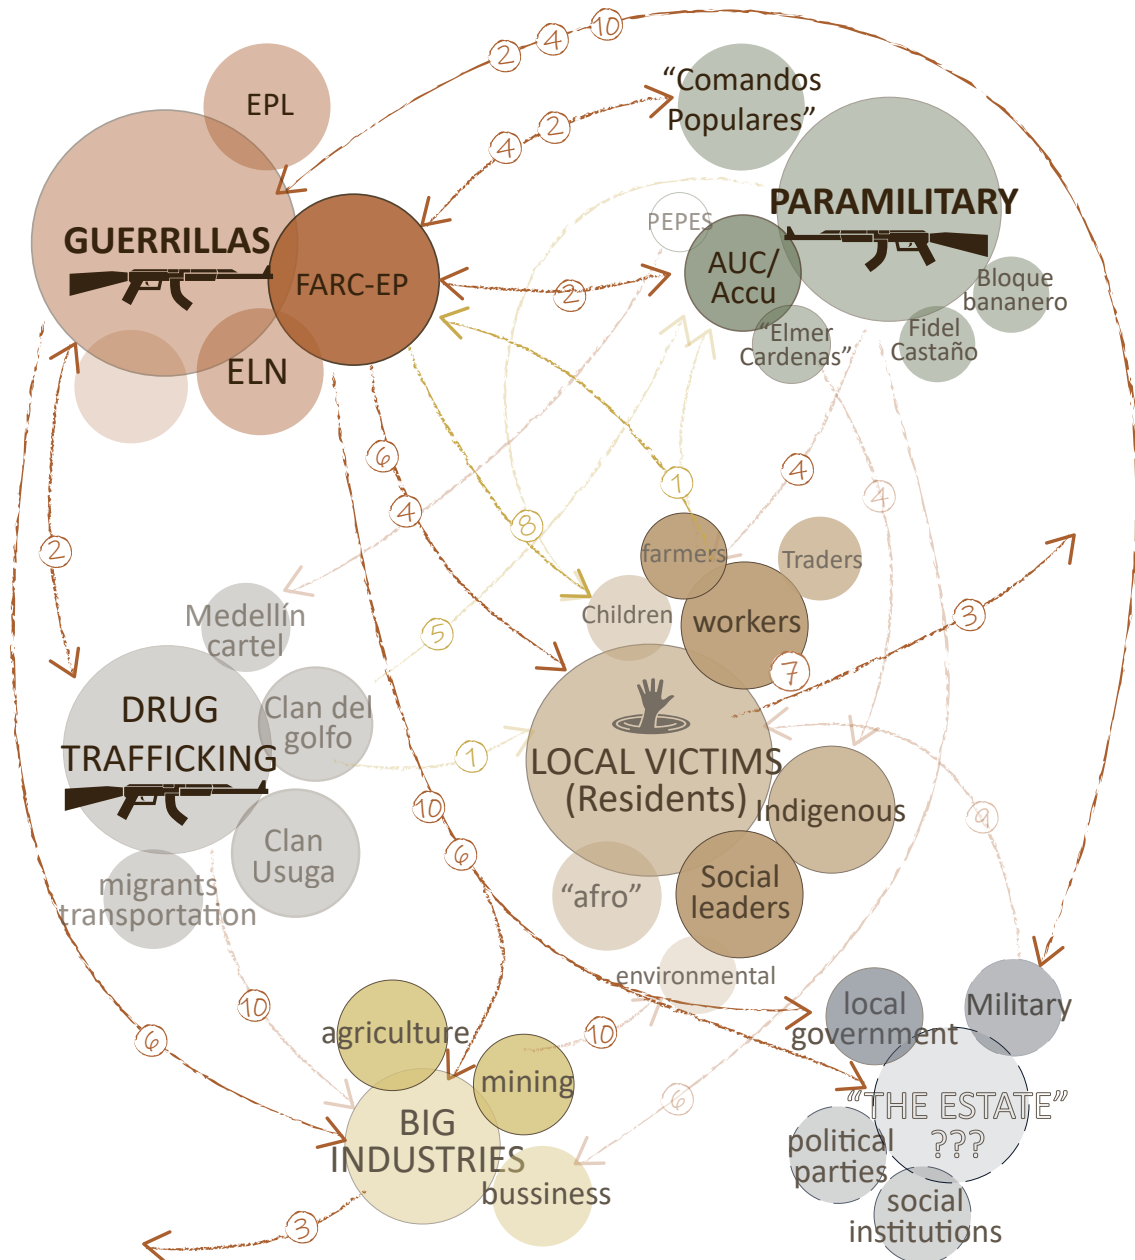 2
4
10
EPL
“Comandos
Populares”
4
2
GUERRILLAS
FARC-EP
ELN
PEPES
PARAMILITARY
AUC/
Accu
2
Bloque
bananero
“Elmer
Cardenas”
Fidel
Castaño
6
4
1
4
4
8
2
farmers
Traders
Children
workers
3
5
7
Medellín
cartel
DRUG
TRAFFICKING
Clan del
golfo
1
LOCAL VICTIMS
(Residents)
Indigenous
10
6
9
Clan
Usuga
migrants
transportation
“afro”
Social
leaders
environmental
10
6
10
6
agriculture
mining
BIG
INDUSTRIES
bussiness
local
government
Military
“THE ESTATE”
???
political
parties
social
institutions
3